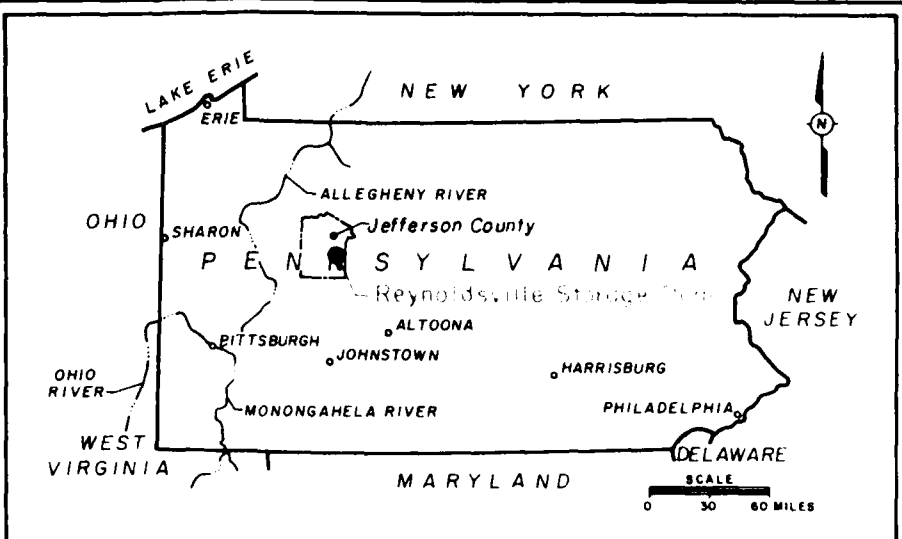 LAKE ERIE
NEW YORK
ERIE
N
ALLEGHENY RIVER
OHIO
SHARON
Jefferson County
PENNSYLVANIA
Reynoldsville Storage
NEW
JERSEY
ALTOONA
PITTSBURGH
JOHNSTOWN
HARRISBURG
OHIO
RIVER
MONONGAHELA RIVER
PHILADELPHIA
WEST
VIRGINIA
DELAWARE
MARYLAND
SCALE
0 30 60 MILES